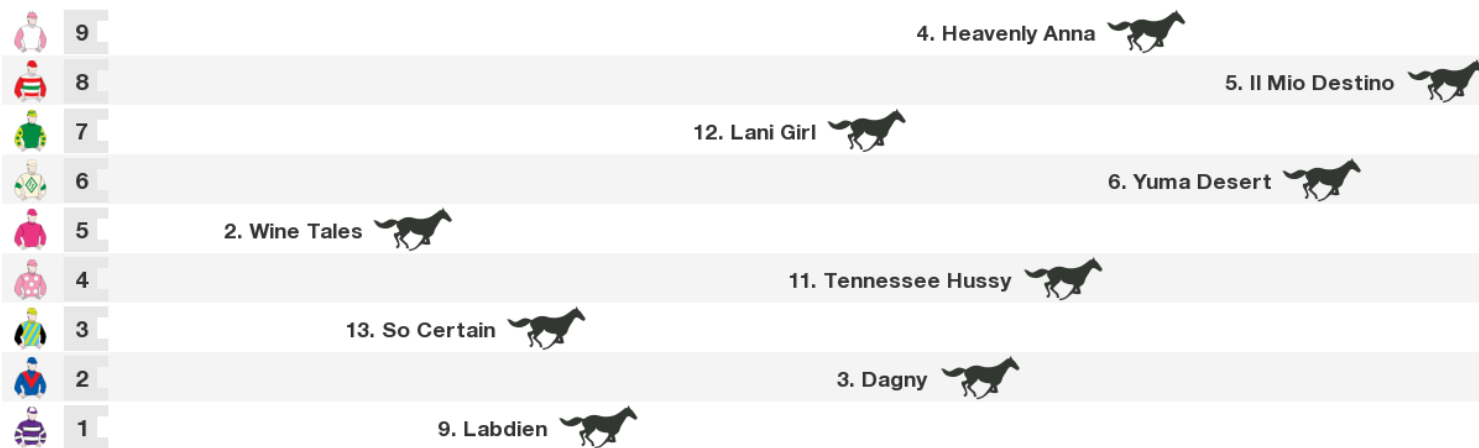 9 4. Heavenly Anna
8 5. Il Mio Destino
7 12. Lani Girl
6 6. Yuma Desert
5 2. Wine Tales
4 11. Tennessee Hussy
3 13. So Certain
2 3. Dagny
1 9. Labdien